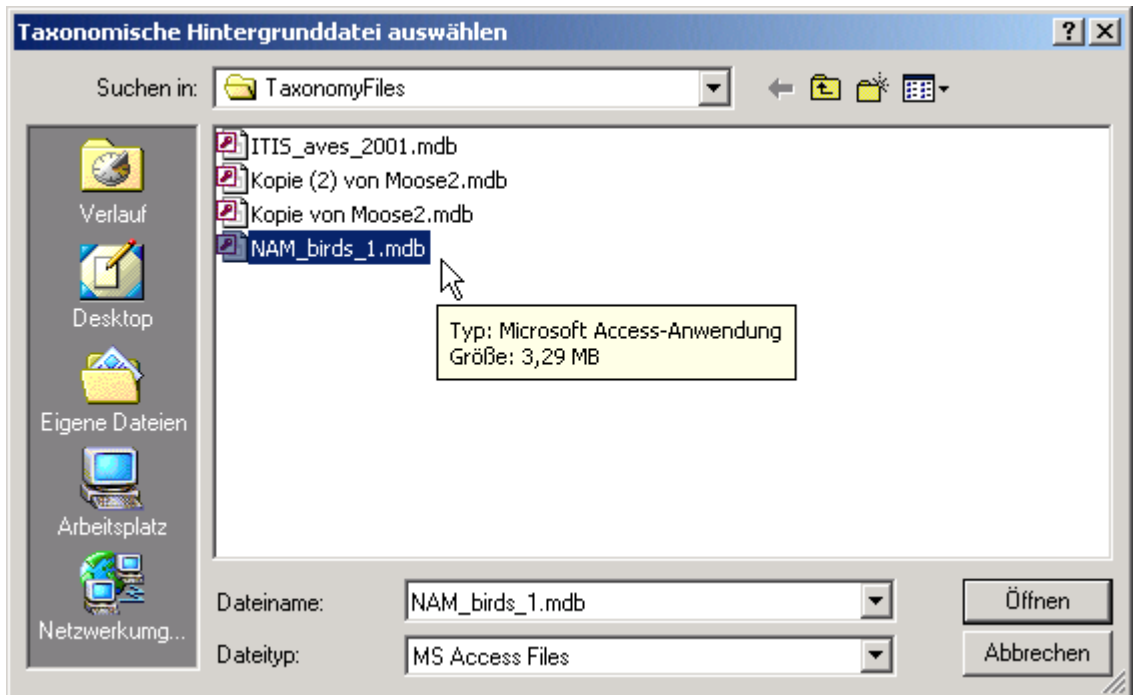 Taxonomische Hintergrunddatei auswählen
Suchen in: TaxonomyFiles
ITIS_aves_2001.mdb
Kopie (2) von Moose2.mdb
Kopie von Moose2.mdb
NAM_birds_1.mdb
Typ: Microsoft Access-Anwendung
Größe: 3,29 MB
Verlauf
Desktop
Eigene Dateien
Arbeitsplatz
Netzwerkumg...
Dateiname: NAM_birds_1.mdb Öffnen
Dateityp: MS Access Files Abbrechen